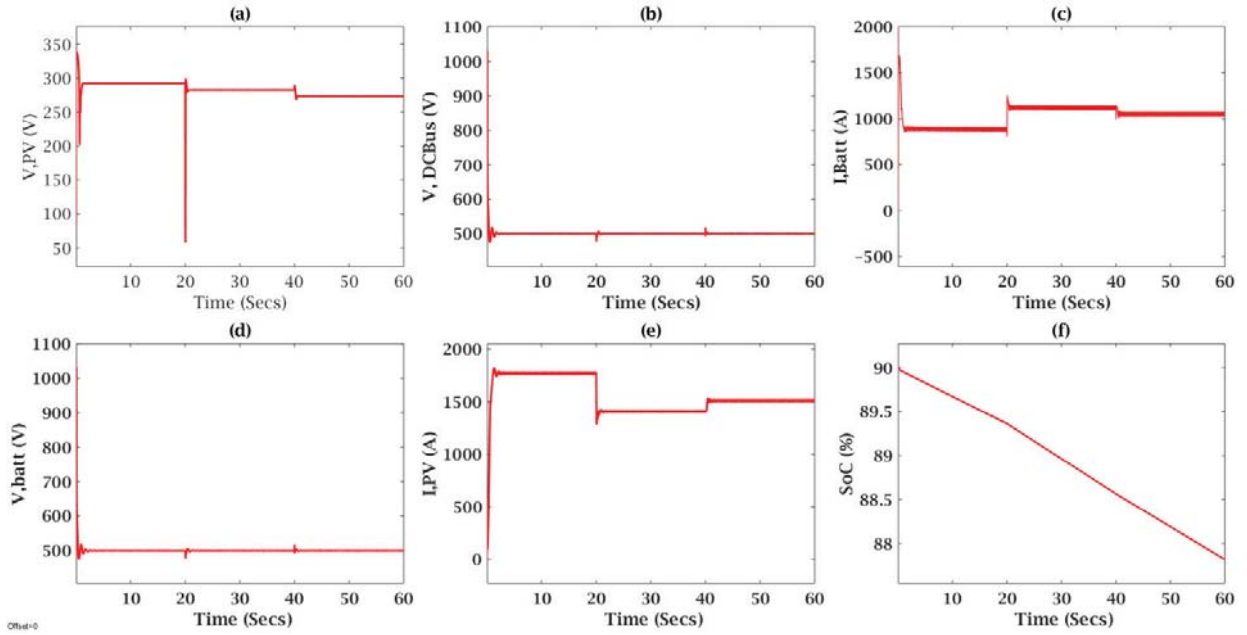 (a)
350
300
250
200
150
100
50
V,PV (V)
10 20 30 40 50 60
Time (Secs)
(b)
1100
1000
900
800
700
600
500
V, DCBus (V)
10 20 30 40 50 60
Time (Secs)
(c)
2000
1500
1000
500
0
−500
I,Batt (A)
10 20 30 40 50 60
Time (Secs)
(d)
1100
1000
900
800
700
600
500
V,batt (V)
10 20 30 40 50 60
Time (Secs)
(e)
2000
1500
1000
500
0
I,PV (A)
10 20 30 40 50 60
Time (Secs)
(f)
90
89.5
89
88.5
88
SoC (%)
10 20 30 40 50 60
Time (Secs)
Offset=0